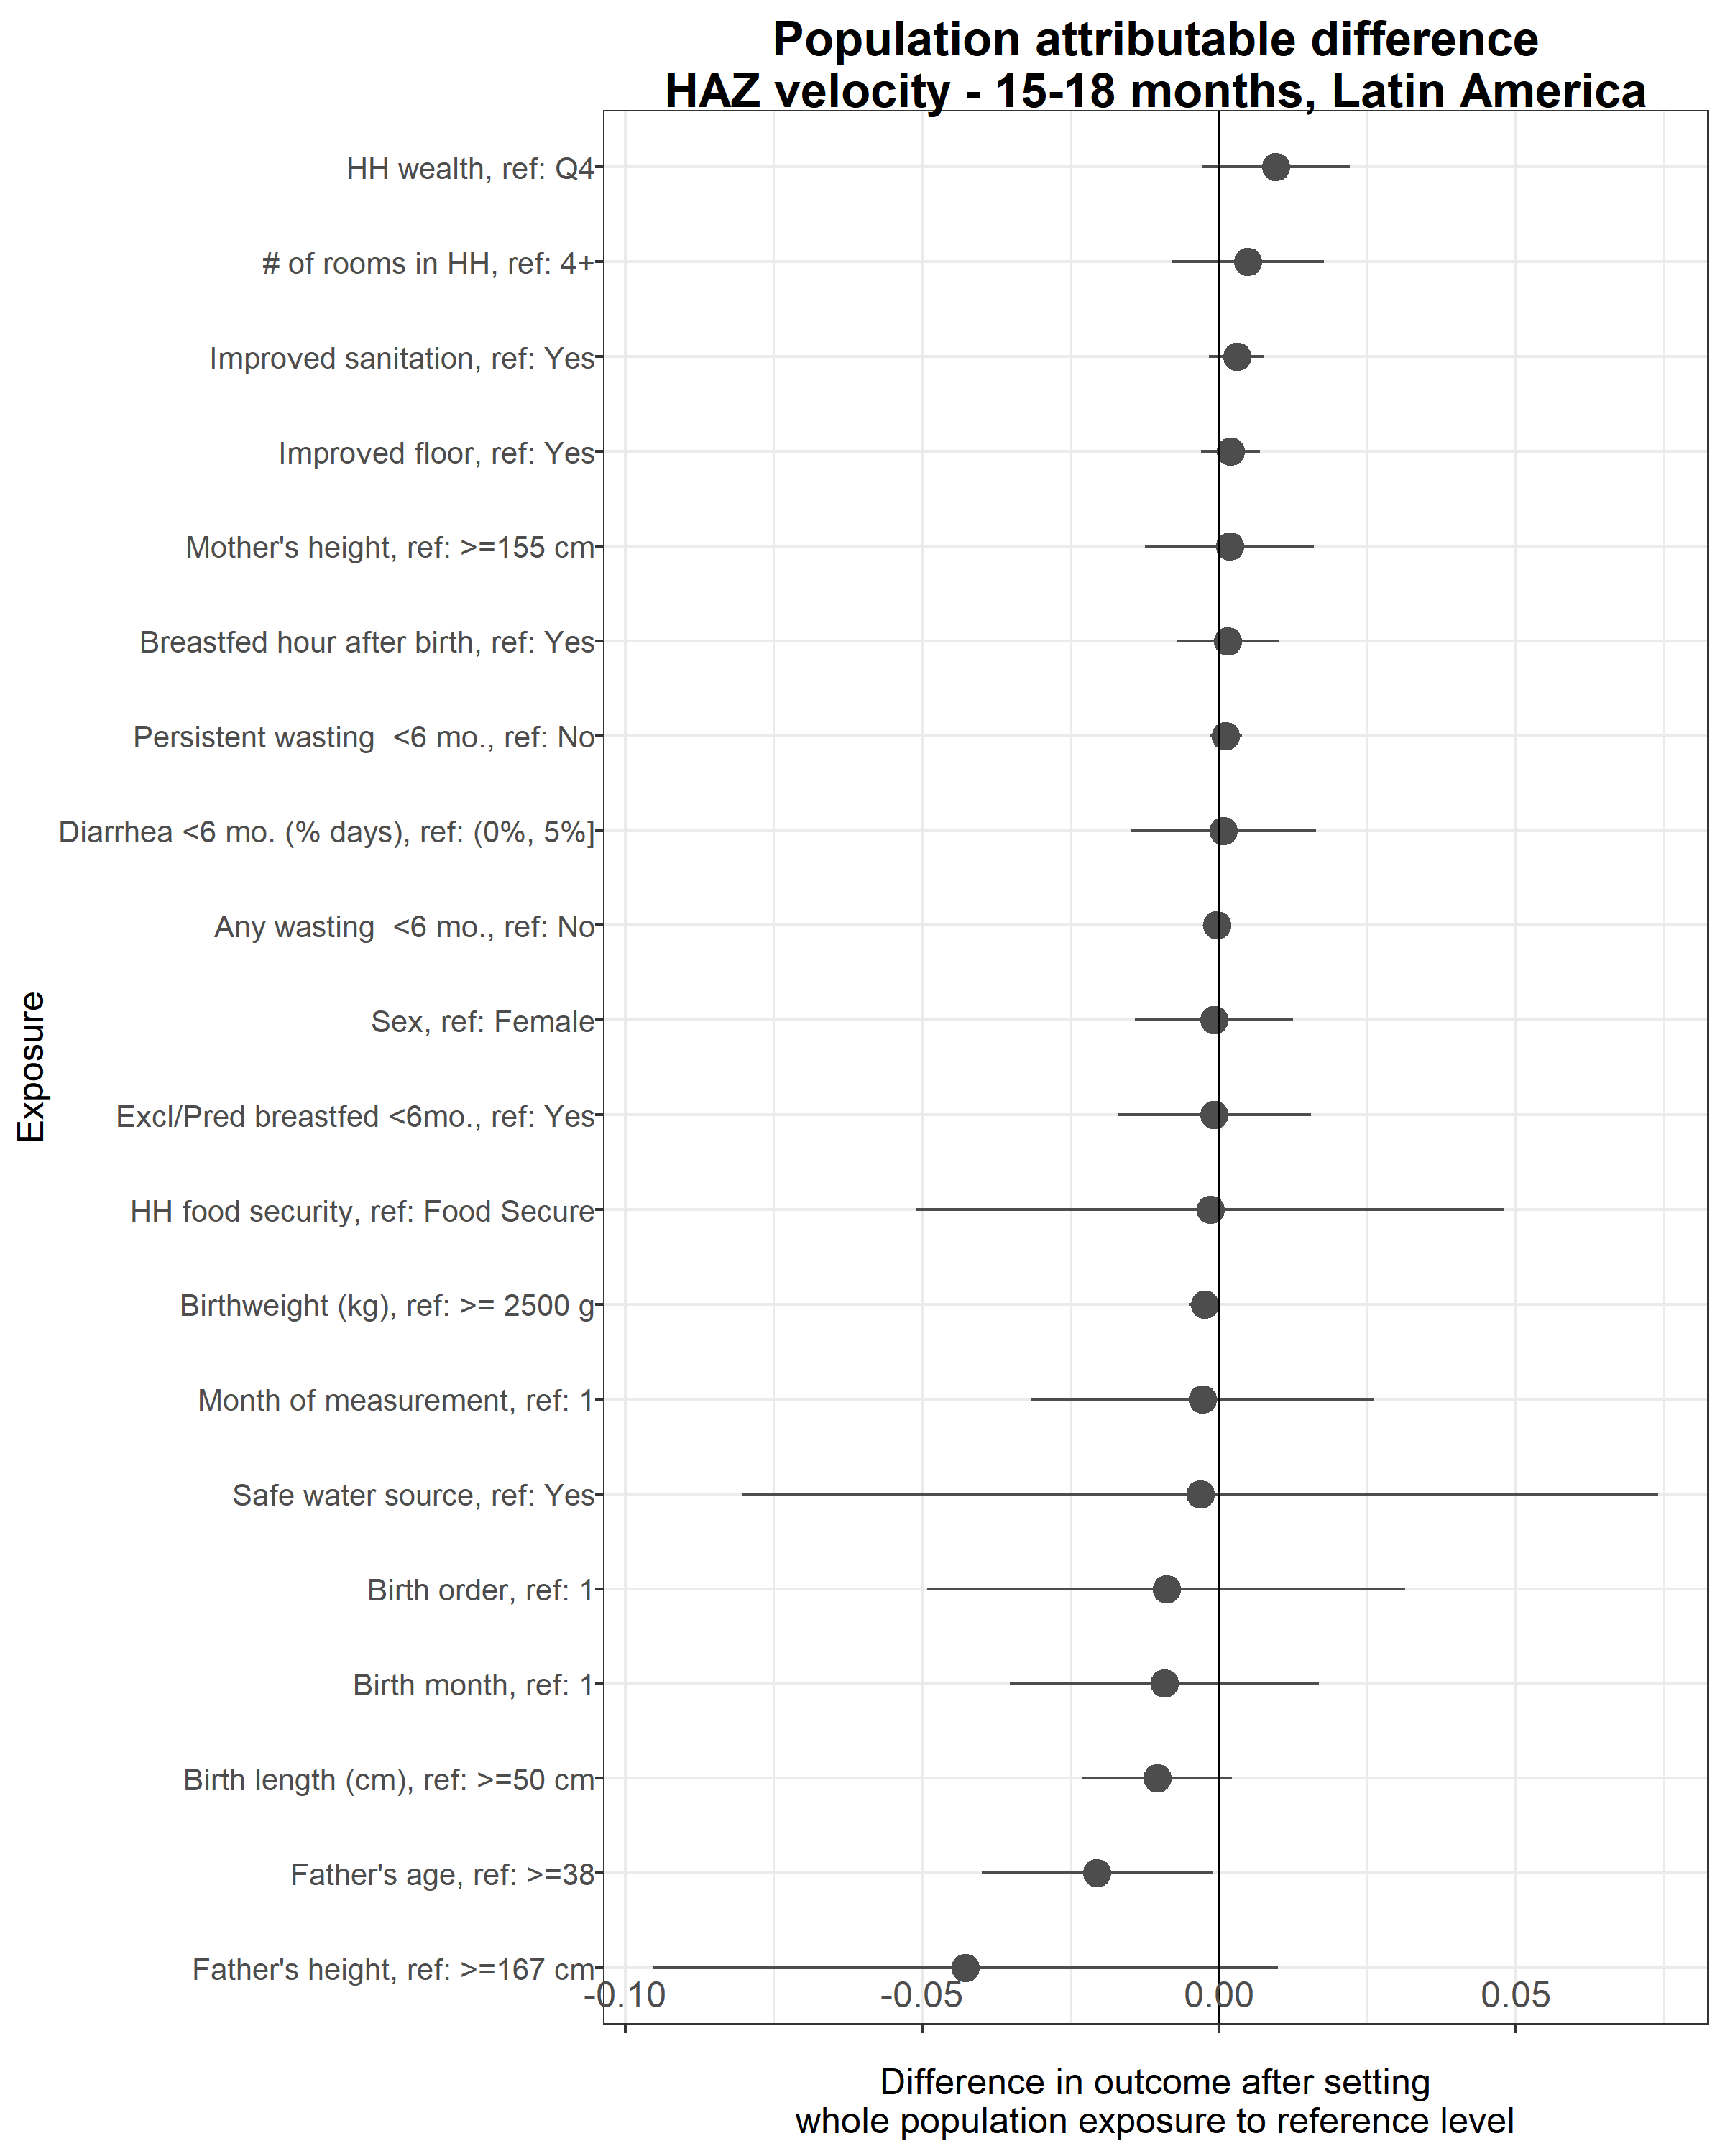 Population attributable difference
HAZ velocity - 15-18 months, Latin America
HH wealth, ref: Q4
# of rooms in HH, ref: 4+
Improved sanitation, ref: Yes
Improved floor, ref: Yes
Mother's height, ref: >=155 cm
Breastfed hour after birth, ref: Yes
Persistent wasting  <6 mo., ref: No
Diarrhea <6 mo. (% days), ref: (0%, 5%]
Any wasting  <6 mo., ref: No
Sex, ref: Female
Excl/Pred breastfed <6mo., ref: Yes
HH food security, ref: Food Secure
Birthweight (kg), ref: >= 2500 g
Month of measurement, ref: 1
Safe water source, ref: Yes
Birth order, ref: 1
Birth month, ref: 1
Birth length (cm), ref: >=50 cm
Father's age, ref: >=38
Father's height, ref: >=167 cm
Exposure
-0.10 -0.05 0.00 0.05
Difference in outcome after setting
whole population exposure to reference level